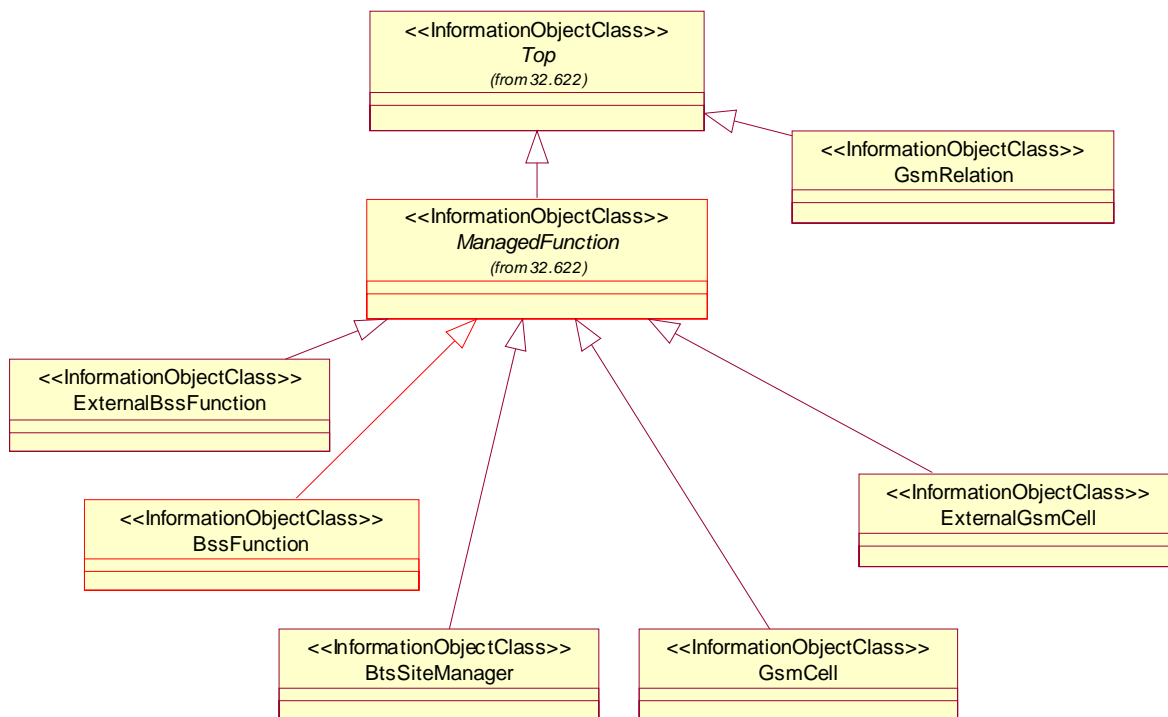 <<InformationObjectClass>>
Top
(from 32.622)
<<InformationObjectClass>>
GsmRelation
<<InformationObjectClass>>
ManagedFunction
(from 32.622)
<<InformationObjectClass>>
ExternalBssFunction
<<InformationObjectClass>>
ExternalGsmCell
<<InformationObjectClass>>
BssFunction
<<InformationObjectClass>>
BtsSiteManager
<<InformationObjectClass>>
GsmCell